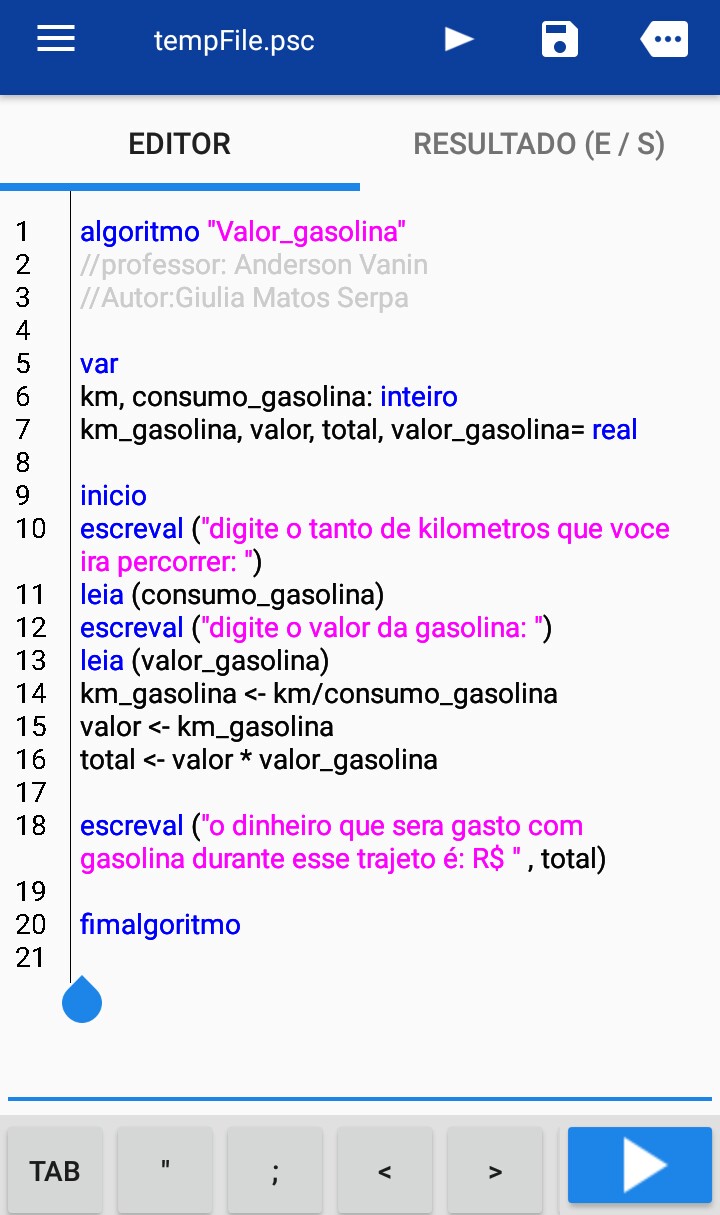 tempFile.psc
EDITOR
RESULTADO (E / S)
1 algoritmo "Valor_gasolina"
2 //professor: Anderson Vanin
3 //Autor:Giulia Matos Serpa
4
5 var
6 km, consumo_gasolina: inteiro
7 km_gasolina, valor, total, valor_gasolina= real
8
9 inicio
10 escreval ("digite o tanto de kilometros que voce
ira percorrer: ")
11 leia (consumo_gasolina)
12 escreval ("digite o valor da gasolina: ")
13 leia (valor_gasolina)
14 km_gasolina <- km/consumo_gasolina
15 valor <- km_gasolina
16 total <- valor * valor_gasolina
17
18 escreval ("o dinheiro que sera gasto com
gasolina durante esse trajeto é: R$ " , total)
19
20 fimalgoritmo
21
TAB " ; < >